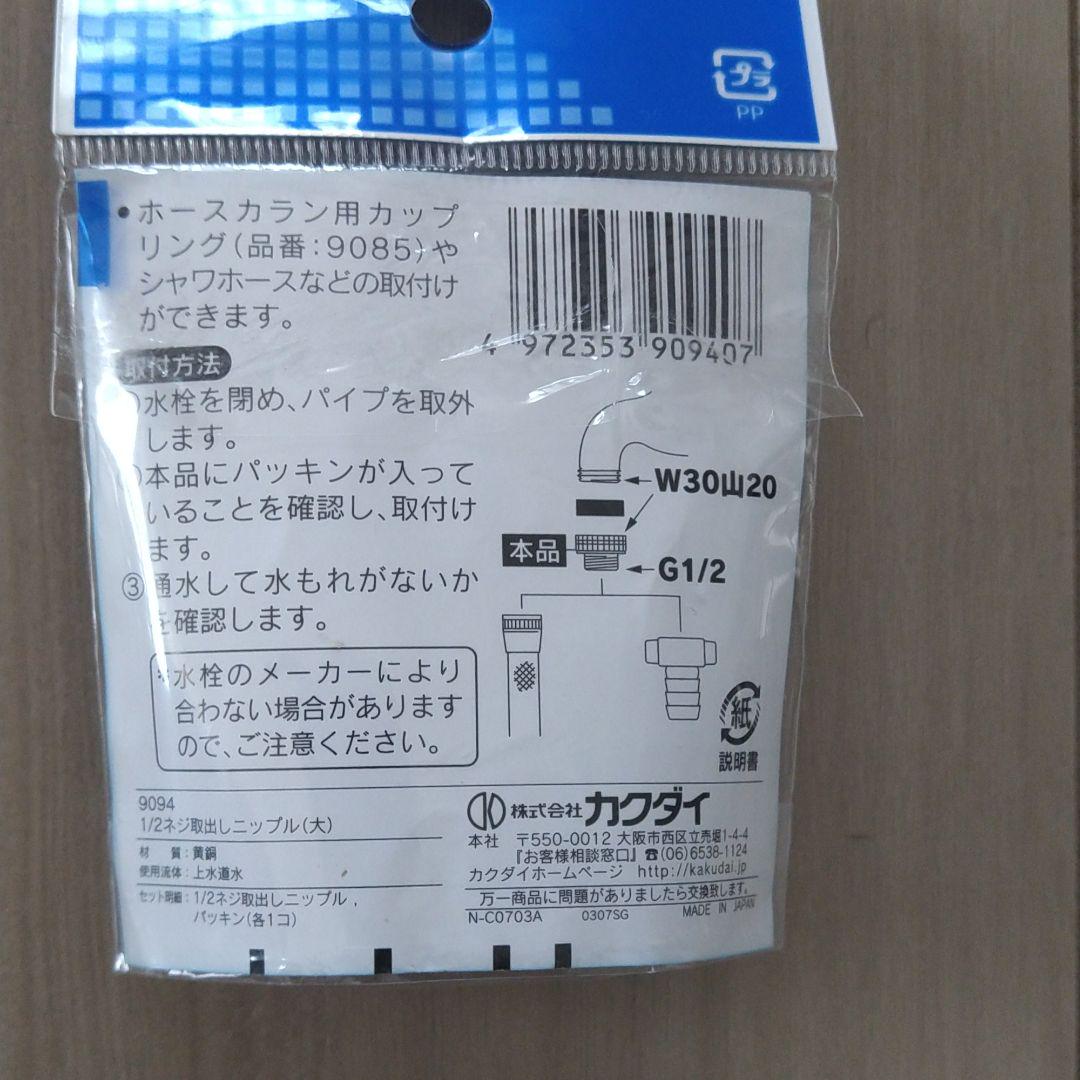 プラ
PP
•ホースカラン用カップ
リング(品番:9085)や
シャワホースなどの取付け
ができます。
4 972353 909407
取付方法
水栓を閉め、パイプを取外
します。
本品にパッキンが入って
いることを確認し、取付け
ます。
③通水して水もれがないか
を確認します。
W30山20
本品
G1/2
*水栓のメーカーにより
合わない場合があります
ので、ご注意ください。
紙
説明書
9094
1/2ネジ取出しニップル(大)
材 質:黄銅
使用流体:上水道水
セット明細:1/2ネジ取出しニップル,
パッキン(各1コ)
株式会社カクダイ
本社 〒550-0012 大阪市西区立売堀1-4-4
『お客様相談窓口』☎(06)6538-1124
カクダイホームページ http://kakudai.jp
万一商品に問題がありましたら交換致します。
N-C0703A 0307SG MADE IN JAPAN